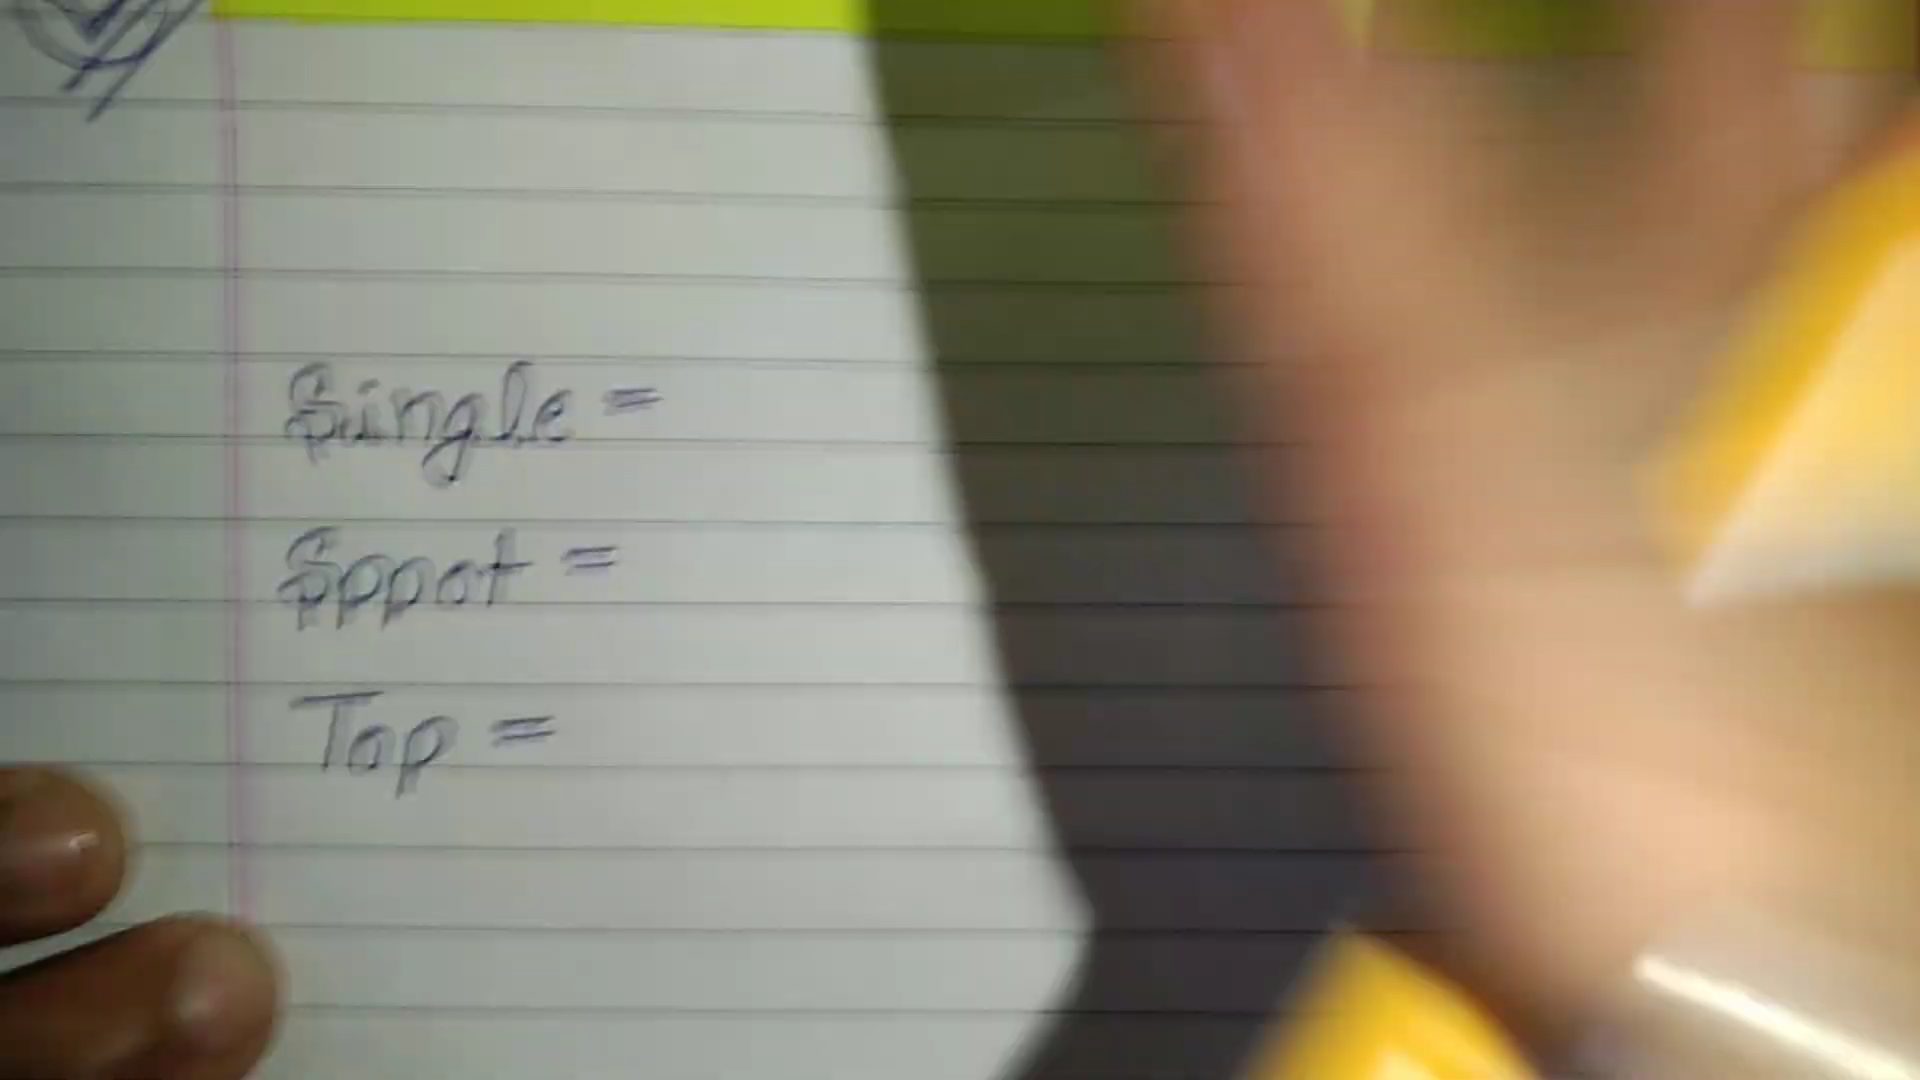 Single =
Sppot =
Top =